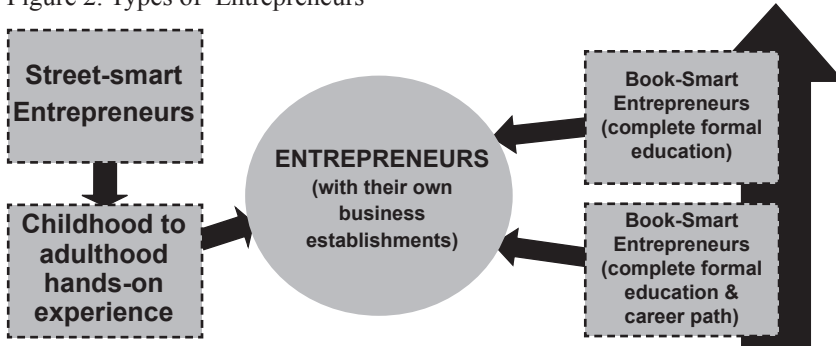 Figure 2. Types of Entrepreneurs
Street-smart
Entrepreneurs
Childhood to
adulthood
hands-on
experience
ENTREPRENEURS
(with their own
business
establishments)
Book-Smart
Entrepreneurs
(complete formal
education)
Book-Smart
Entrepreneurs
(complete formal
education &
career path)